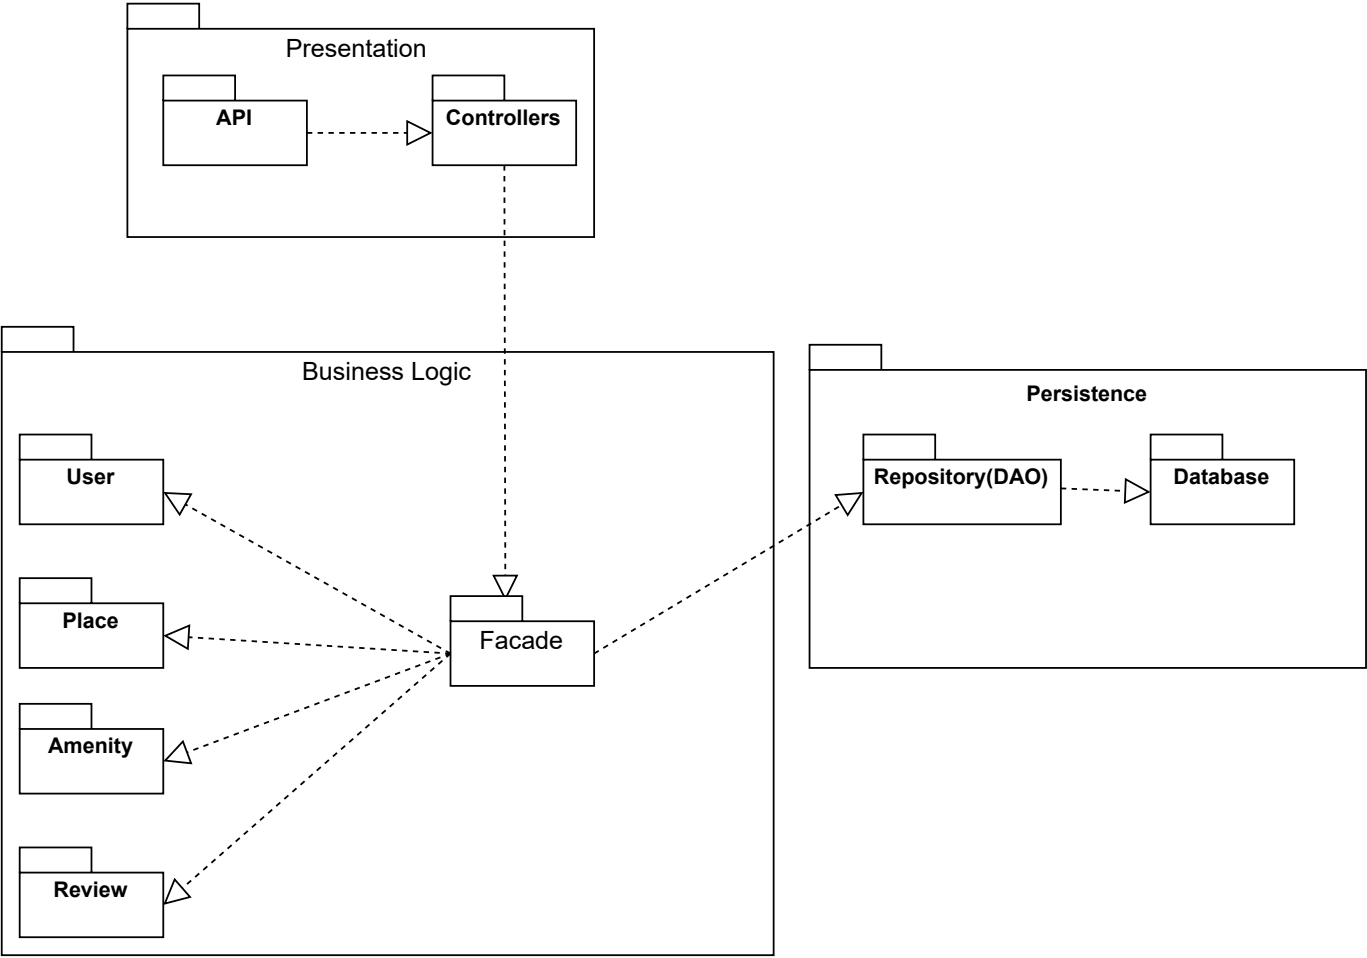 Presentation
API
Controllers
Business Logic
User
Place
Amenity
Review
Facade
Persistence
Repository(DAO)
Database